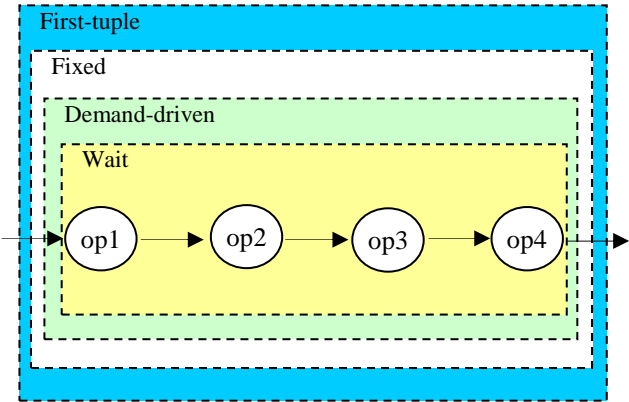 First-tuple
Fixed
Demand-driven
Wait
op1 op2 op3 op4